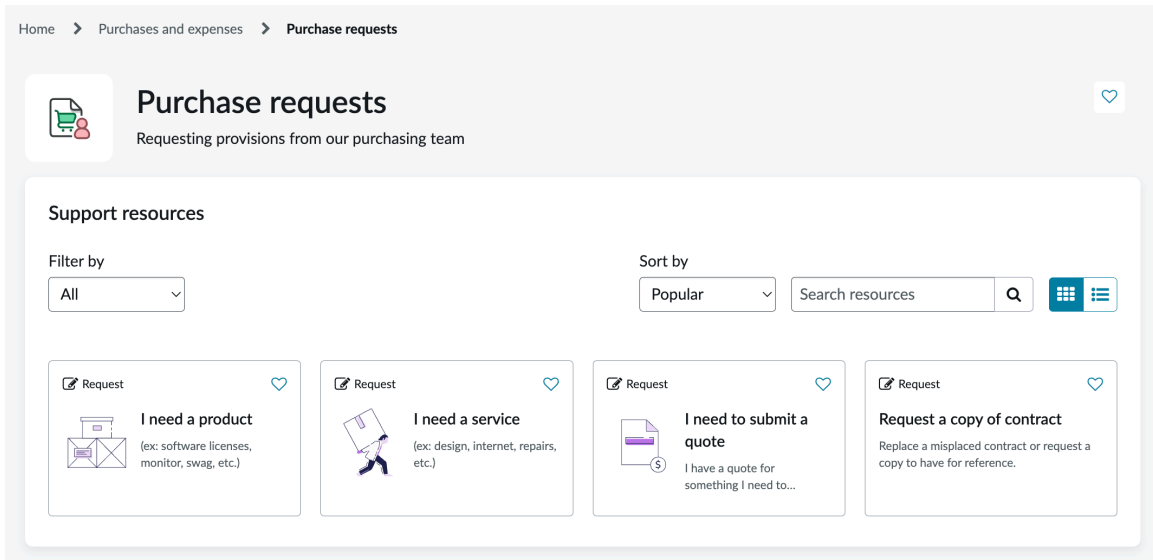 Home > Purchases and expenses > Purchase requests
Purchase requests
Requesting provisions from our purchasing team
Support resources
Filter by
All
Sort by
Popular
Search resources
Request
I need a product
(ex: software licenses,
monitor, swag, etc.)
Request
I need a service
(ex: design, internet, repairs,
etc.)
Request
I need to submit a
quote
I have a quote for
something I need to...
$
Request
Request a copy of contract
Replace a misplaced contract or request a
copy to have for reference.